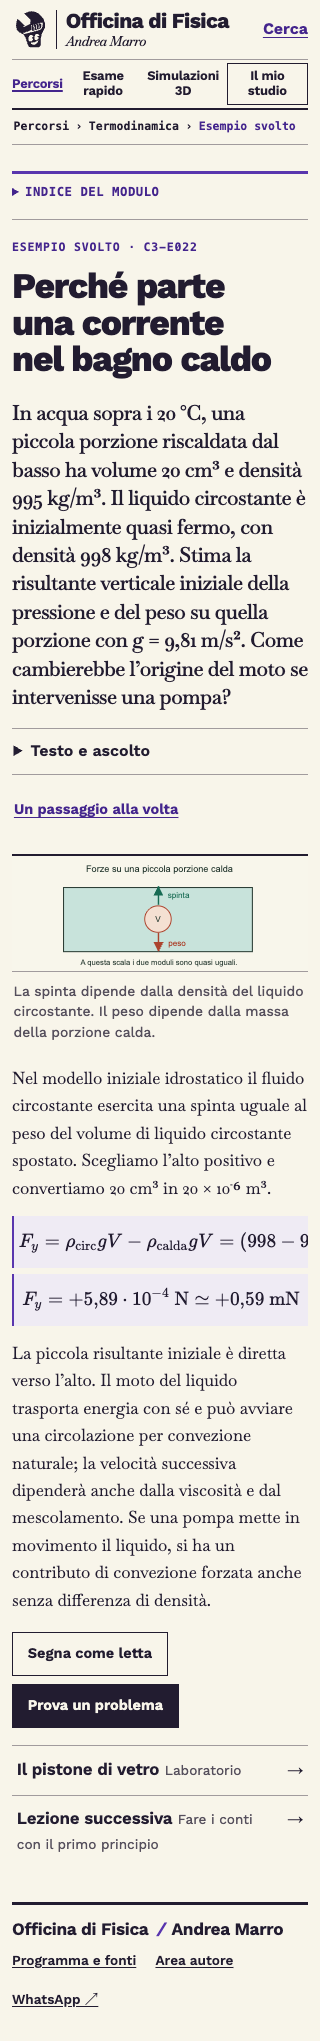 Officina di Fisica
Andrea Marro
Cerca
Percorsi
Esame
rapido
Simulazioni
3D
Il mio
studio
Percorsi › Termodinamica › Esempio svolto
▶ INDICE DEL MODULO
ESEMPIO SVOLTO · C3-E022
Perché parte
una corrente
nel bagno caldo
In acqua sopra i 20 °C, una
piccola porzione riscaldata dal
basso ha volume 20 cm³ e densità
995 kg/m³. Il liquido circostante è
inizialmente quasi fermo, con
densità 998 kg/m³. Stima la
risultante verticale iniziale della
pressione e del peso su quella
porzione con g = 9,81 m/s². Come
cambierebbe l’origine del moto se
intervenisse una pompa?
▶ Testo e ascolto
Un passaggio alla volta
Forze su una piccola porzione calda
spinta
V
peso
A questa scala i due moduli sono quasi uguali.
La spinta dipende dalla densità del liquido
circostante. Il peso dipende dalla massa
della porzione calda.
Nel modello iniziale idrostatico il fluido
circostante esercita una spinta uguale al
peso del volume di liquido circostante
spostato. Scegliamo l’alto positivo e
convertiamo 20 cm³ in 20 × 10⁻⁶ m³.
F_y = ρ_circ gV − ρ_calda gV = (998 − 9
F_y = +5,89 · 10⁻⁴ N ≃ +0,59 mN
La piccola risultante iniziale è diretta
verso l’alto. Il moto del liquido
trasporta energia con sé e può avviare
una circolazione per convezione
naturale; la velocità successiva
dipenderà anche dalla viscosità e dal
mescolamento. Se una pompa mette in
movimento il liquido, si ha un
contributo di convezione forzata anche
senza differenza di densità.
Segna come letta
Prova un problema
Il pistone di vetro Laboratorio →
Lezione successiva Fare i conti →
con il primo principio
Officina di Fisica / Andrea Marro
Programma e fonti Area autore
WhatsApp ↗